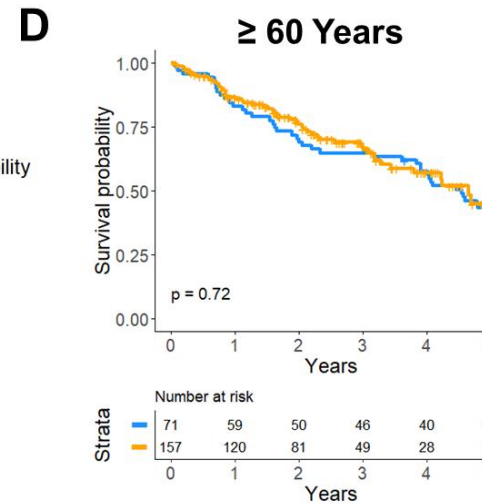 D
≥ 60 Years
ility
Survival probability
1.00
0.75
0.50
0.25
0.00
p = 0.72
0 1 2 3 4
Years
Number at risk
Strata
71 59 50 46 40
157 120 81 49 28
0 1 2 3 4
Years